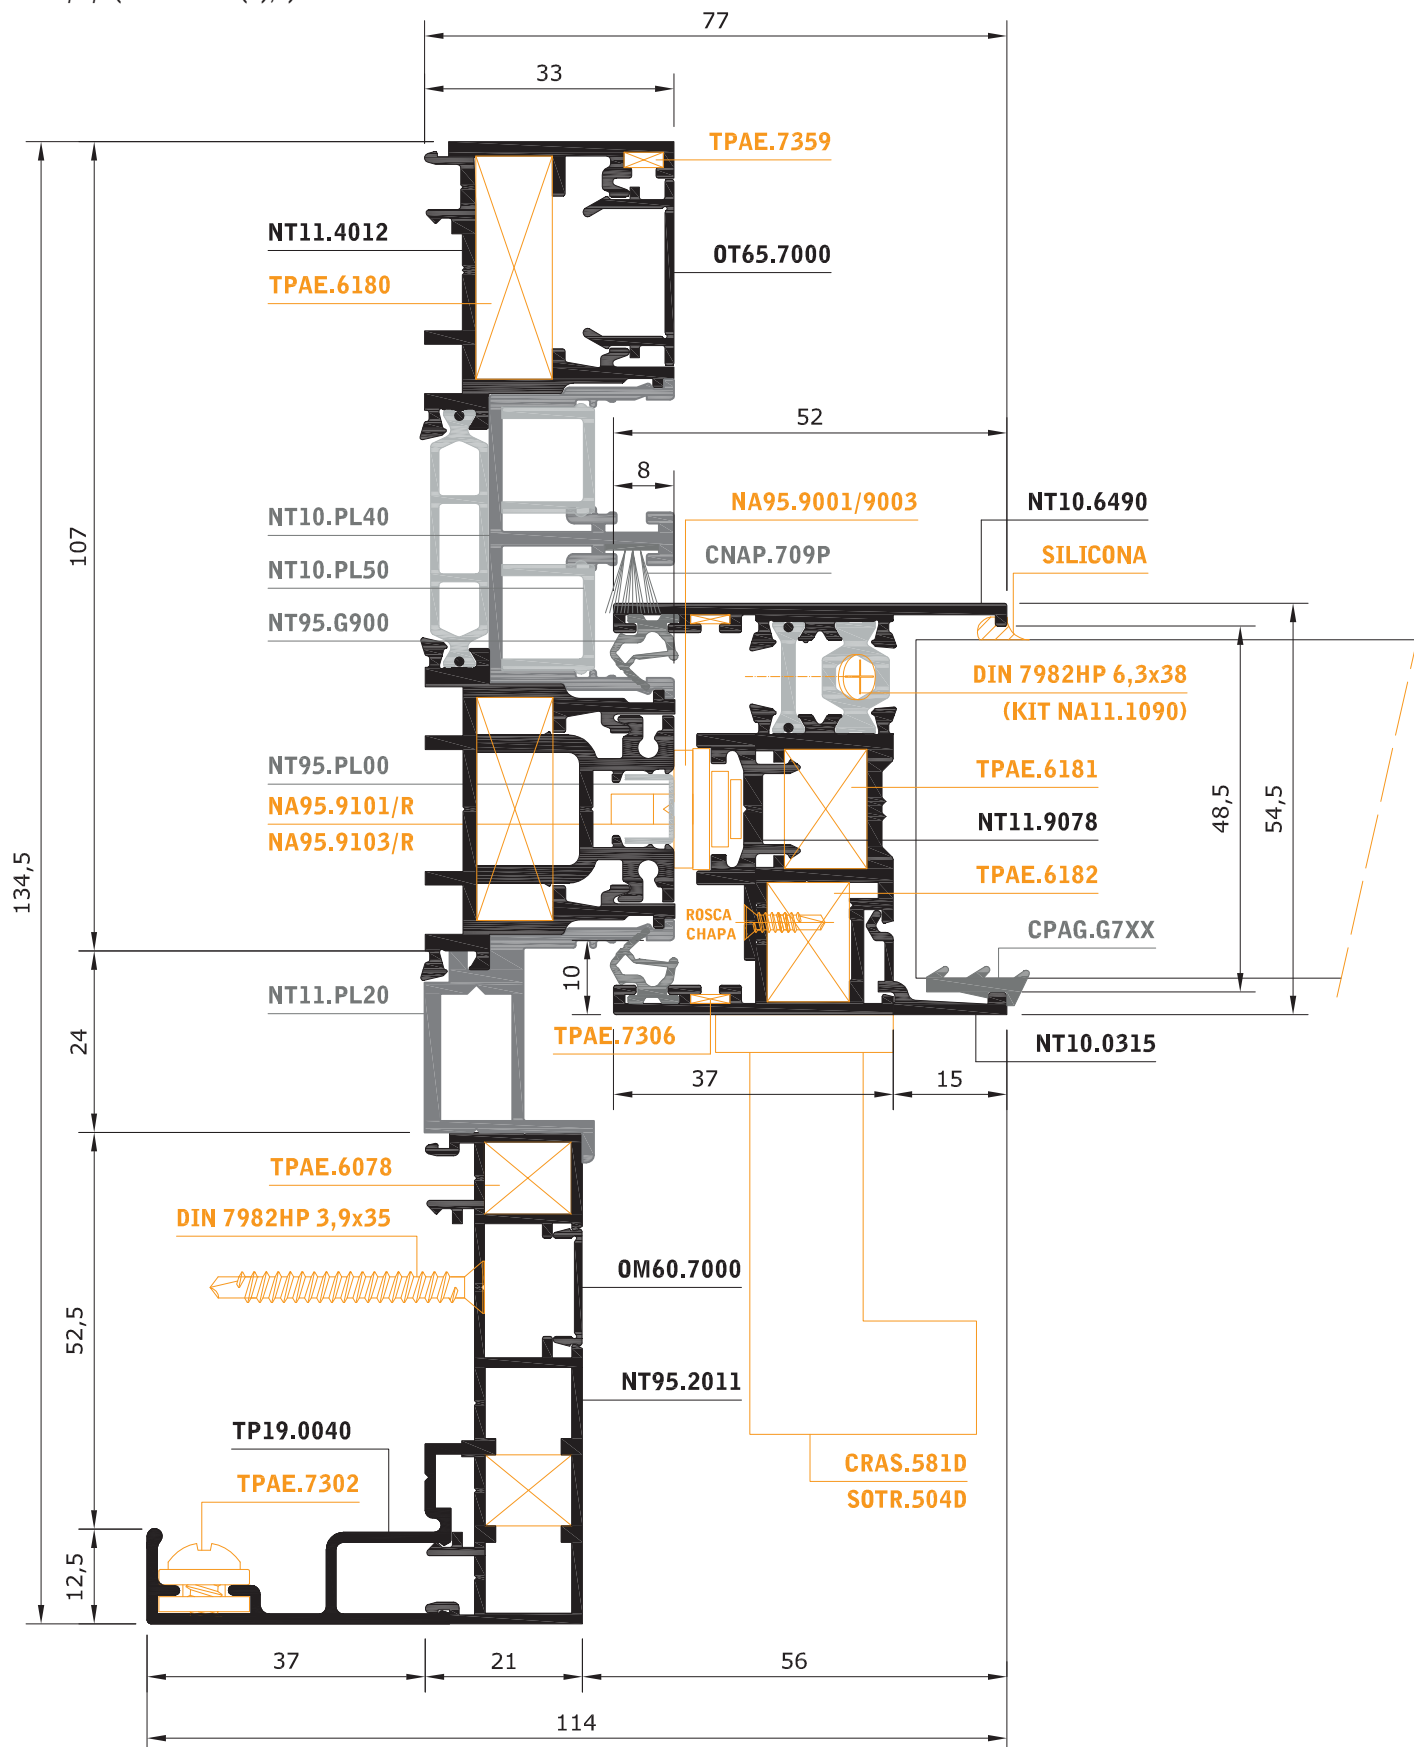 77
33
TPAE.7359
NT11.4012
OT65.7000
TPAE.6180
52
8
NA95.9001/9003
NT10.6490
NT10.PL40
CNAP.709P
SILICONA
107
NT10.PL50
NT95.G900
DIN 7982HP 6,3x38
(KIT NA11.1090)
NT95.PL00
TPAE.6181
NA95.9101/R
NT11.9078
NA95.9103/R
48,5
54,5
134,5
TPAE.6182
ROSCA
CHAPA
CPAG.G7XX
10
NT11.PL20
24
TPAE.7306
NT10.0315
37
15
TPAE.6078
DIN 7982HP 3,9x35
OM60.7000
52,5
NT95.2011
TP19.0040
CRAS.581D
TPAE.7302
SOTR.504D
12,5
37
21
56
114